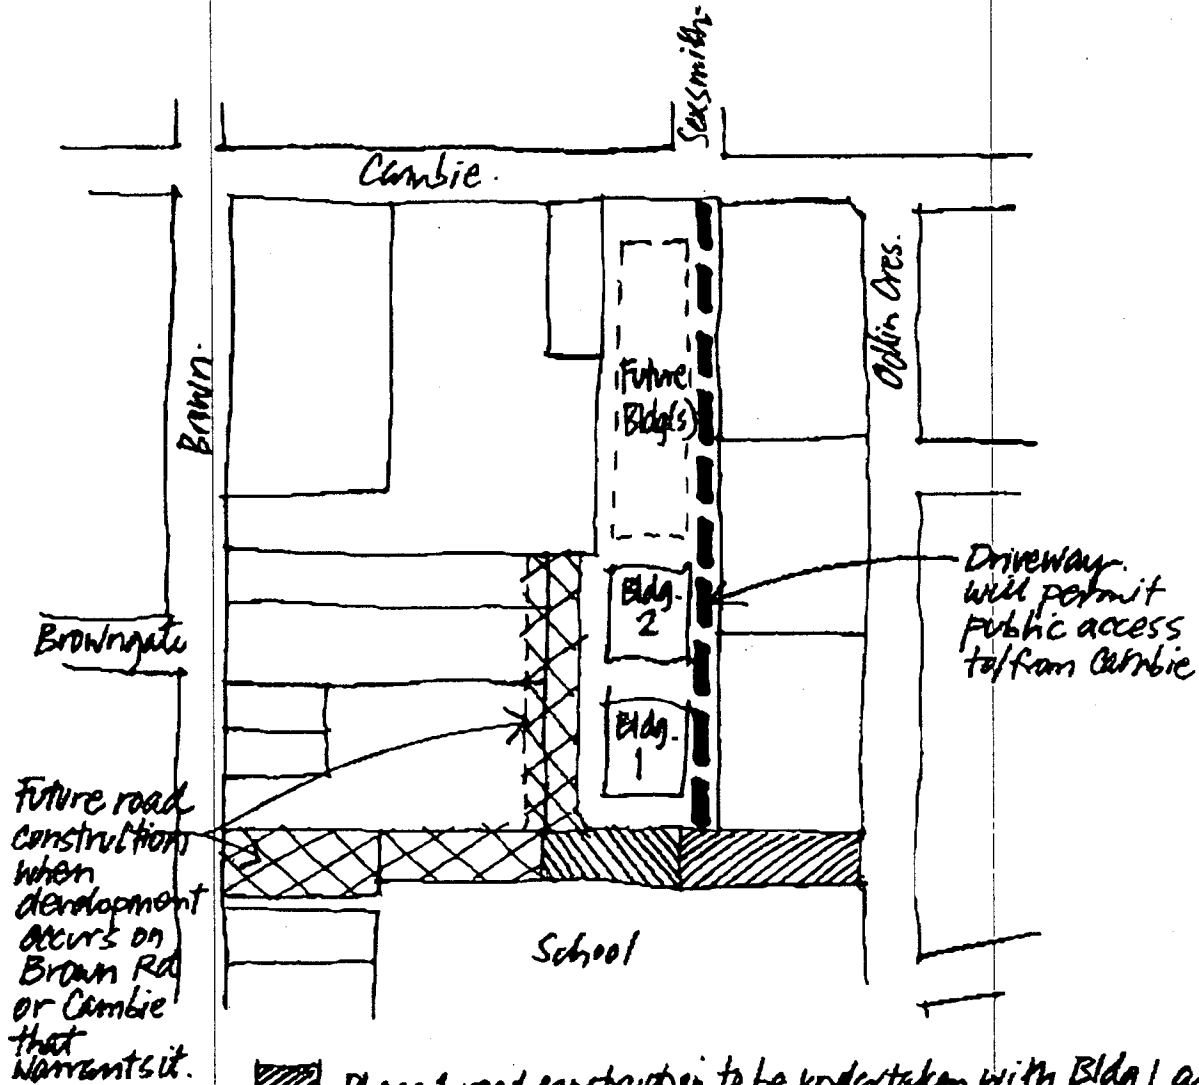 Sexsmith.
Cambie.
Brown.
Odlin Cres.
Future
Bldg(s)
Bldg.
2
Driveway.
will permit
public access
to/from Cambie
Browngate
Bldg.
1
Future road
construction
when
development
occurs on
Brown Rd
or Cambie
that
warrants it.
School
road construction to be undertaken with Bldg 1